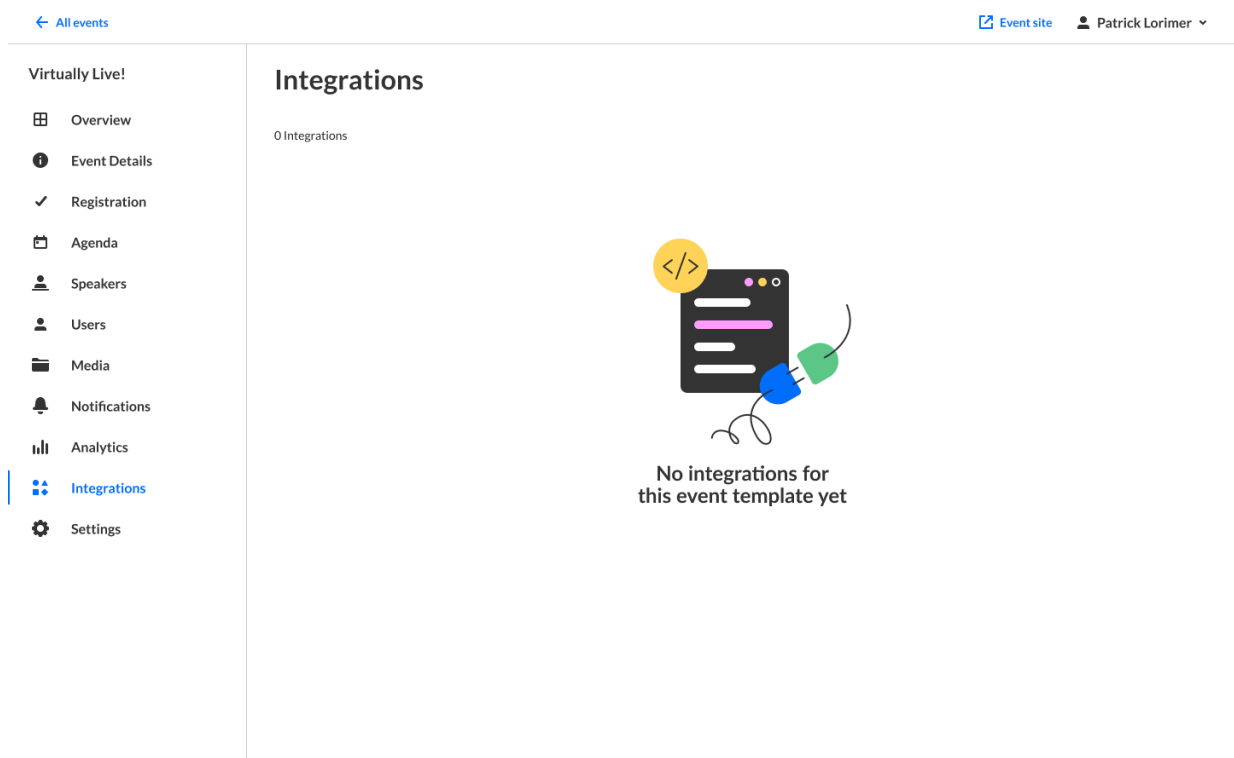 All events
Event site
Patrick Lorimer
Virtually Live!
Overview
Event Details
Registration
Agenda
Speakers
Users
Media
Notifications
Analytics
Integrations
Settings
Integrations
0 Integrations
</>
No integrations for
this event template yet